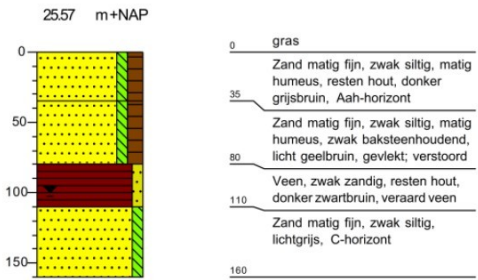 25.57 m+NAP
0
50
100
150
0 gras
Zand matig fijn, zwak siltig, matig
humeus, resten hout, donker
35 grijsbruin, Aah-horizont
Zand matig fijn, zwak siltig, matig
humeus, zwak baksteenhoudend,
80 licht geelbruin, gevlekt; verstoord
Veen, zwak zandig, resten hout,
110 donker zwartbruin, veraard veen
Zand matig fijn, zwak siltig,
lichtgrijs, C-horizont
160